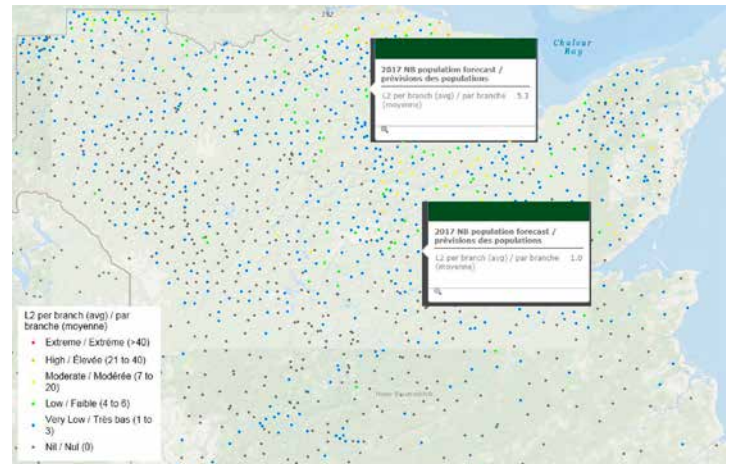 Chaleur
Bay
2017 NB population forecast /
prévisions des populations
L2 per branch (avg) / par branche 5.3
(moyenne)
2017 NB population forecast /
prévisions des populations
L2 per branch (avg) / par branche 1.0
(moyenne)
L2 per branch (avg) / par
branche (moyenne)
Extreme / Extrême (>40)
High / Élevée (21 to 40)
Moderate / Modérée (7 to
20)
Low / Faible (4 to 6)
Very Low / Très bas (1 to
3)
Nil / Nul (0)
New Brunswick